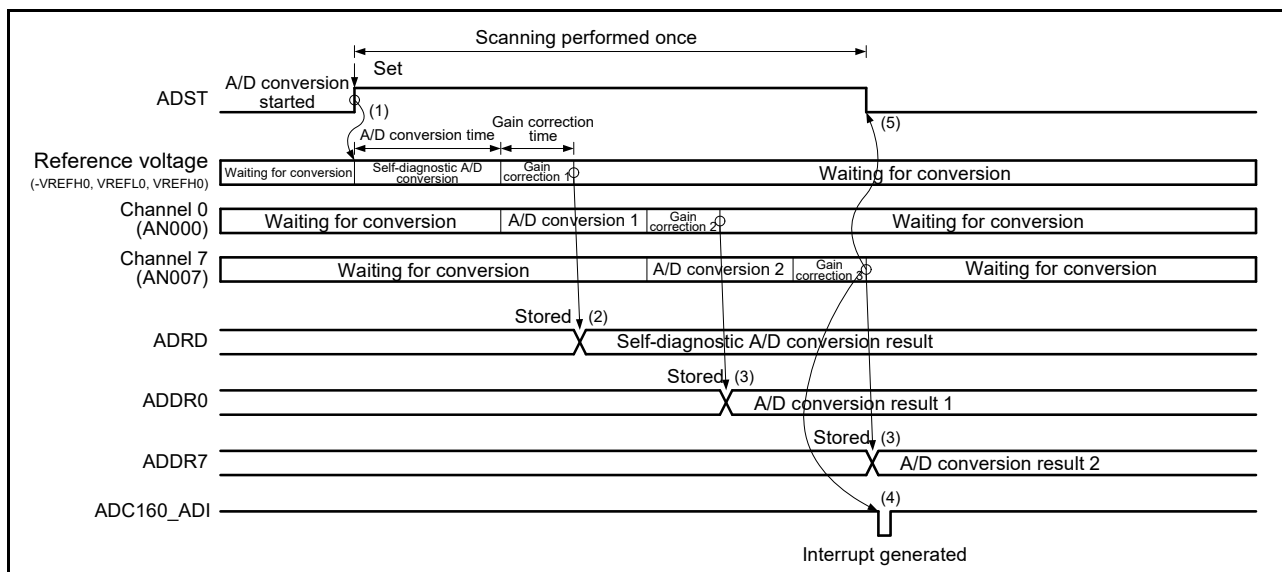 Scanning performed once
Set
ADST
A/D conversion
started
(1)
(5)
A/D conversion time
Gain correction
time
Reference voltage
(-VREFH0, VREFL0, VREFH0)
Waiting for conversion
Self-diagnostic A/D
conversion
Gain
correction 1
Waiting for conversion
Channel 0
(AN000)
Waiting for conversion
A/D conversion 1
Gain
correction 2
Waiting for conversion
Channel 7
(AN007)
Waiting for conversion
A/D conversion 2
Gain
correction 3
Waiting for conversion
Stored (2)
ADRD
Self-diagnostic A/D conversion result
Stored (3)
ADDR0
A/D conversion result 1
Stored (3)
ADDR7
A/D conversion result 2
ADC160_ADI
(4)
Interrupt generated